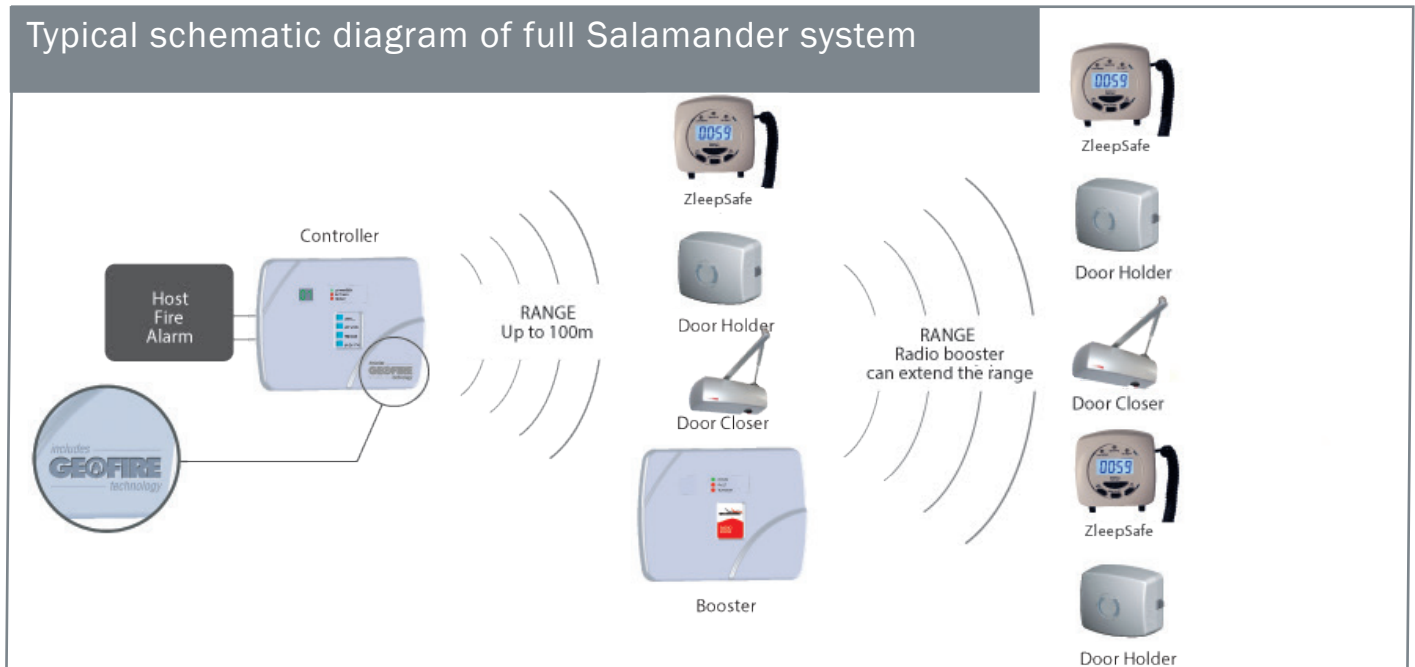 Typical schematic diagram of full Salamander system
Controller
Host
Fire
Alarm
GEOFIRE
technology
includes
GEOFIRE
technology
RANGE
Up to 100m
0059
ZleepSafe
Door Holder
Door Closer
Booster
RANGE
Radio booster
can extend the range
0059
ZleepSafe
Door Holder
Door Closer
0059
ZleepSafe
Door Holder